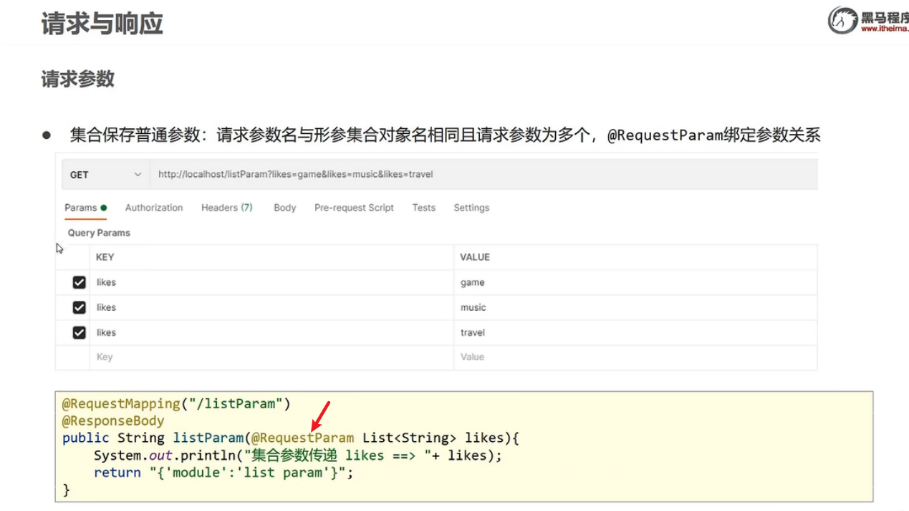 请求与响应
黑马程序
www.itheima.
请求参数
● 集合保存普通参数：请求参数名与形参集合对象名相同且请求参数为多个，@RequestParam绑定参数关系
GET http://localhost/listParam?likes=game&likes=music&likes=travel
Params Authorization Headers (7) Body Pre-request Script Tests Settings
Query Params
KEY VALUE
likes game
likes music
likes travel
Key Value
@RequestMapping("/listParam")
@ResponseBody
public String listParam(@RequestParam List<String> likes){
System.out.println("集合参数传递 likes ==> "+ likes);
return "{'module':'list param'}";
}